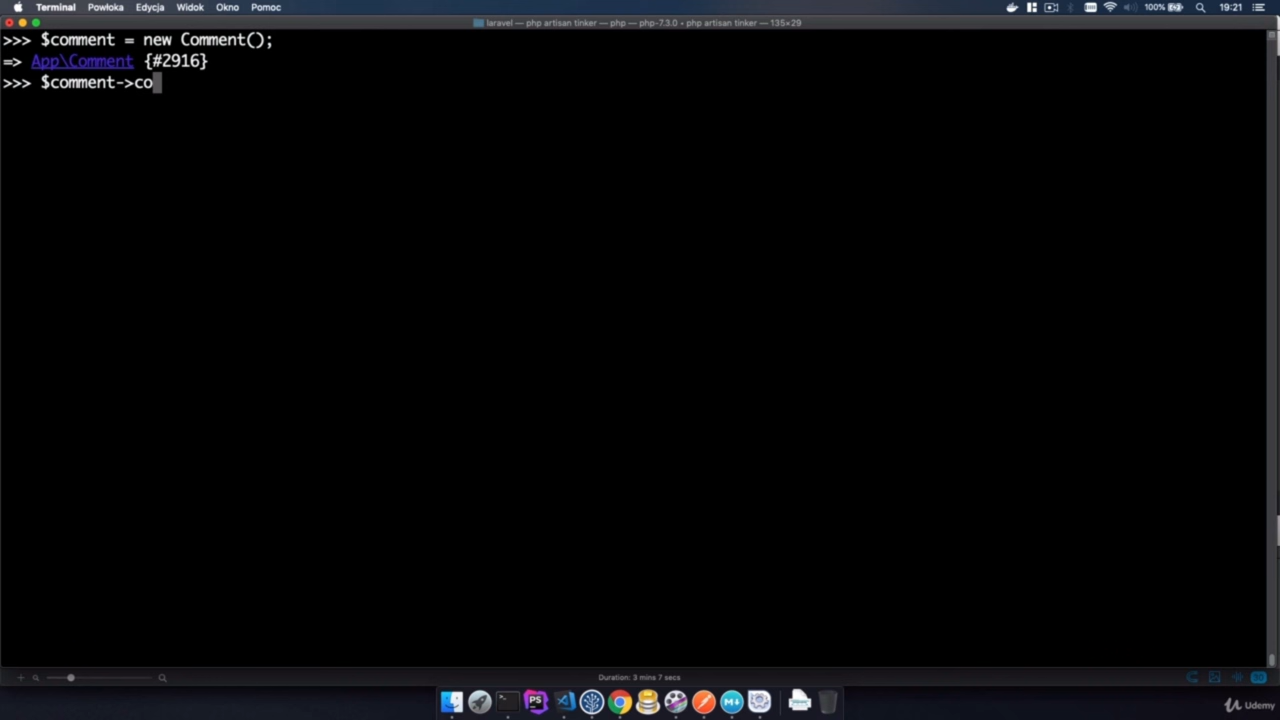 Terminal Powłoka Edycja Widok Okno Pomoc 100% 19:21
laravel — php artisan tinker — php — php-7.3.0 • php artisan tinker — 135×29
>>> $comment = new Comment();
=> App\Comment {#2916}
>>> $comment->co
Duration: 3 mins 7 secs
PS
M↓
Udemy